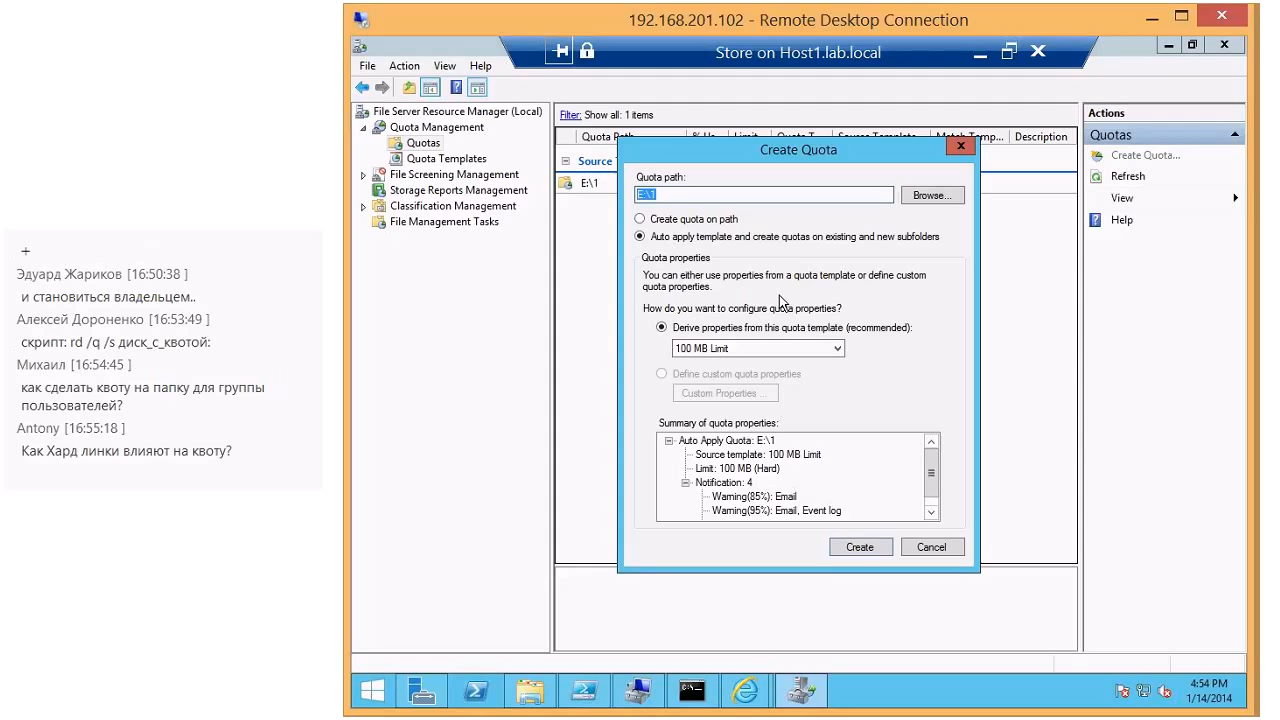 192.168.201.102 - Remote Desktop Connection
Store on Host1.lab.local
File Action View Help
File Server Resource Manager (Local)
Quota Management
Quotas
Quota Templates
File Screening Management
Storage Reports Management
Classification Management
File Management Tasks
Filter: Show all: 1 items
Quota Path Limit Quota T... Source Template Match Temp... Description
Source
E:\1
Create Quota
Quota path:
E:\1
Browse...
Create quota on path
Auto apply template and create quotas on existing and new subfolders
Quota properties
You can either use properties from a quota template or define custom
quota properties.
How do you want to configure quota properties?
Derive properties from this quota template (recommended):
100 MB Limit
Define custom quota properties
Custom Properties ...
Summary of quota properties:
Auto Apply Quota: E:\1
Source template: 100 MB Limit
Limit: 100 MB (Hard)
Notification: 4
Warning(85%): Email
Warning(95%): Email, Event log
Create
Cancel
Actions
Quotas
Create Quota...
Refresh
View
Help
+
Эдуард Жариков [16:50:38 ]
и становиться владельцем..
Алексей Дороненко [16:53:49 ]
скрипт: rd /q /s диск_с_квотой:
Михаил [16:54:45 ]
как сделать квоту на папку для группы
пользователей?
Antony [16:55:18 ]
Как Хард линки влияют на квоту?
4:54 PM
1/14/2014